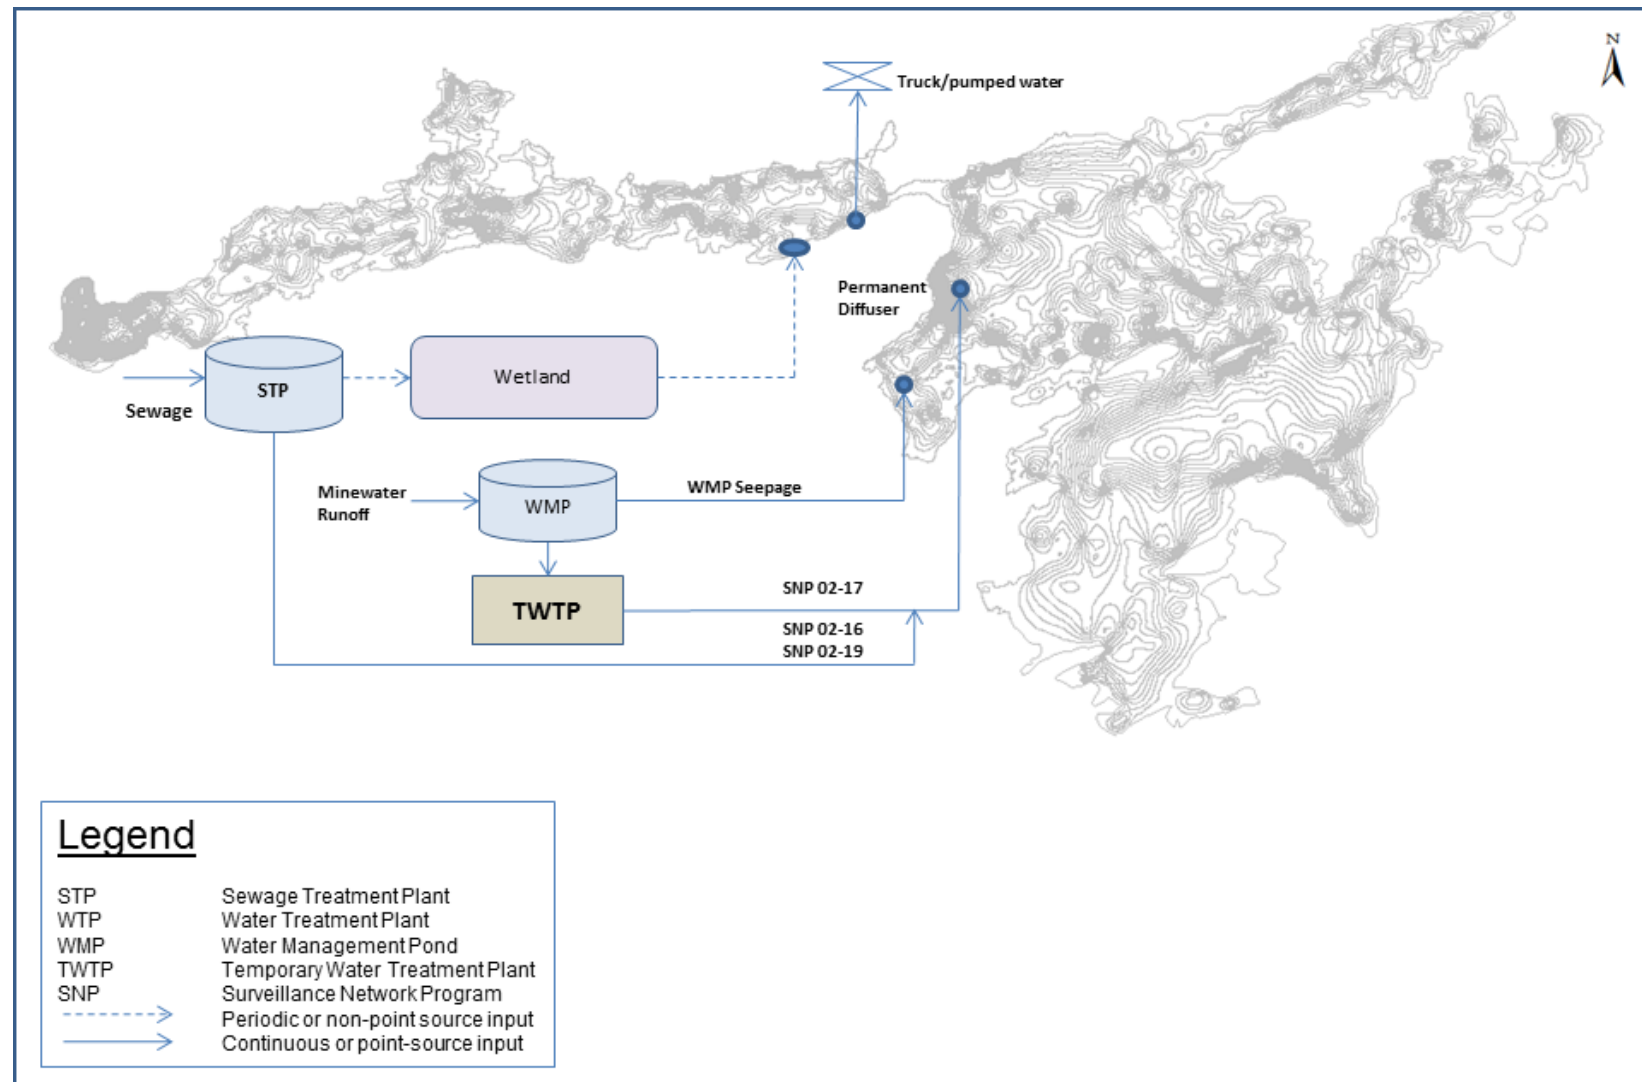 N
Truck/pumped water
Permanent
Diffuser
STP
Wetland
Sewage
Minewater
Runoff
WMP
WMP Seepage
TWTP
SNP 02-17
SNP 02-16
SNP 02-19
Legend
STP Sewage Treatment Plant
WTP Water Treatment Plant
WMP Water Management Pond
TWTP Temporary Water Treatment Plant
SNP Surveillance Network Program
Periodic or non-point source input
Continuous or point-source input